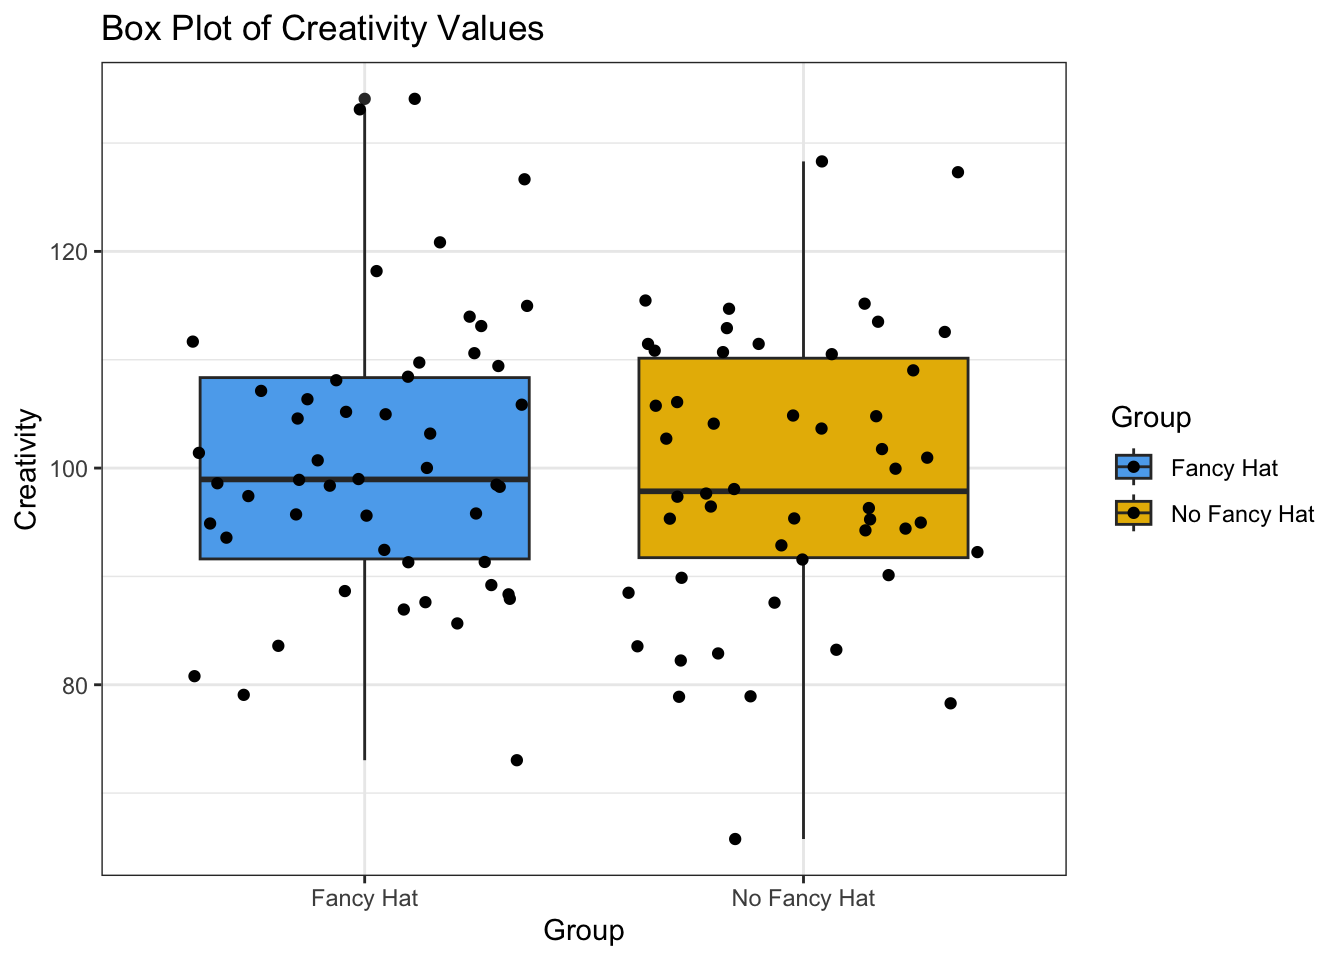 Box Plot of Creativity Values
120
100
80
Creativity
Fancy Hat
No Fancy Hat
Group
Group
Fancy Hat
No Fancy Hat